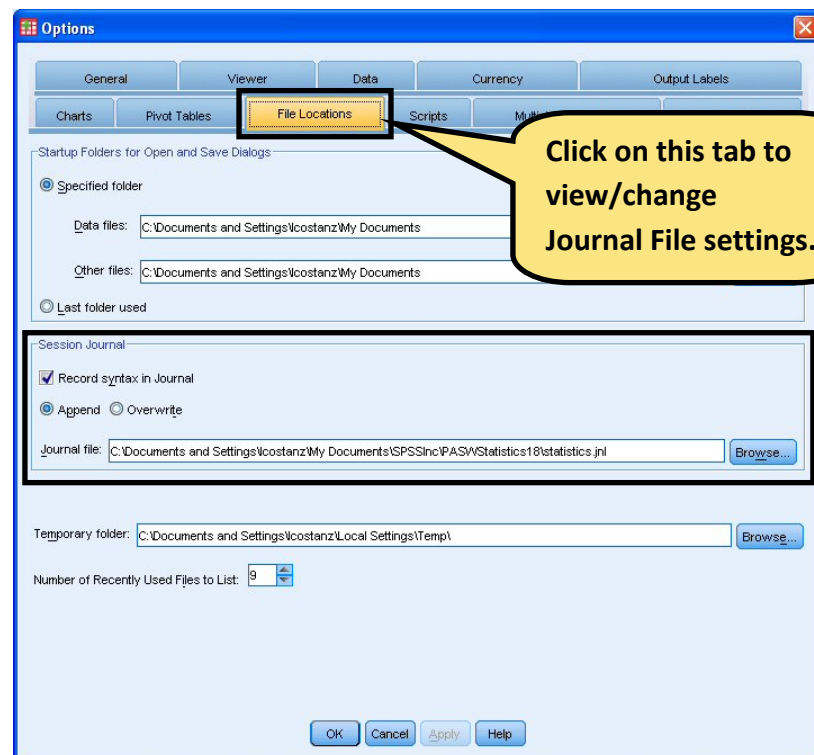 Options
General Viewer Data Currency Output Labels
Charts Pivot Tables File Locations Scripts
Click on this tab to
view/change
Journal File settings.
Startup Folders for Open and Save Dialogs
Specified folder
Data files: C:\Documents and Settings\lcostanz\My Documents
Other files: C:\Documents and Settings\lcostanz\My Documents
Last folder used
Session Journal
Record syntax in Journal
Append Overwrite
Journal file: C:\Documents and Settings\lcostanz\My Documents\SPSSInc\PASWStatistics18\statistics.jnl Browse...
Temporary folder: C:\Documents and Settings\lcostanz\Local Settings\Temp\ Browse...
Number of Recently Used Files to List: 9
OK Cancel Apply Help